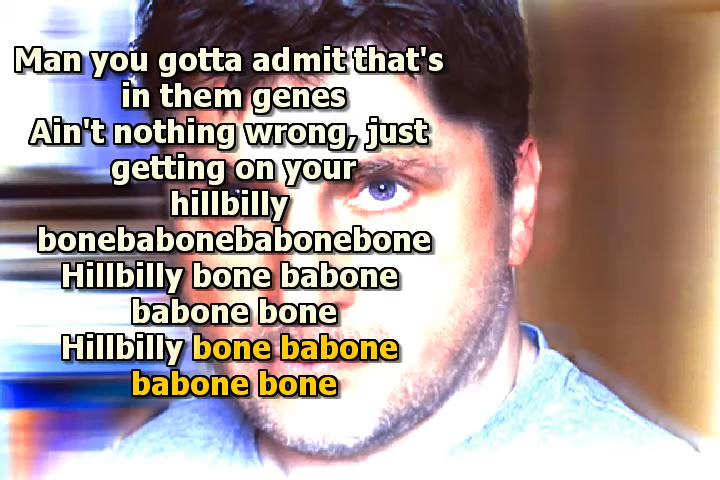 Man you gotta admit that's
in them genes
Ain't nothing wrong, just
getting on your
hillbilly
bonebabonebabonebone
Hillbilly bone babone
babone bone
Hillbilly bone babone
babone bone